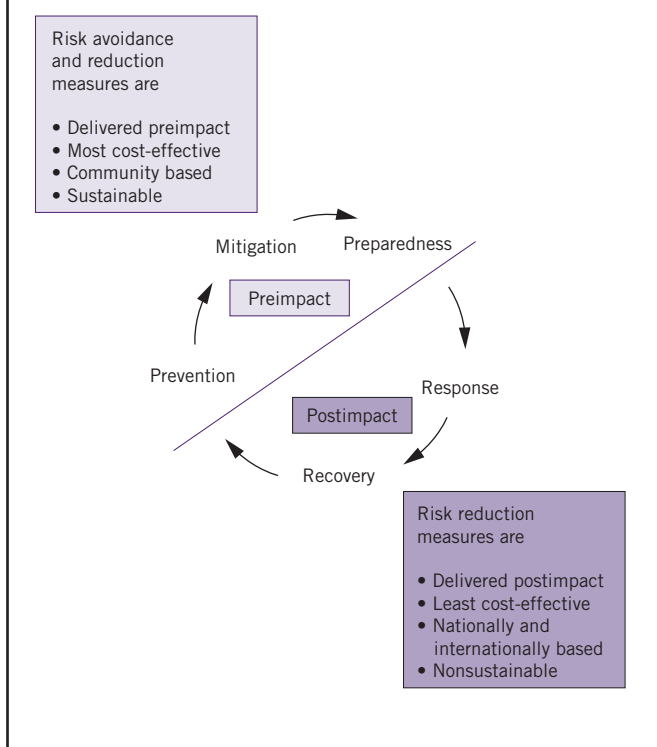 Risk avoidance
and reduction
measures are
• Delivered preimpact
• Most cost-effective
• Community based
• Sustainable
Mitigation
Preparedness
Preimpact
Prevention
Response
Postimpact
Recovery
Risk reduction
measures are
• Delivered postimpact
• Least cost-effective
• Nationally and
internationally based
• Nonsustainable